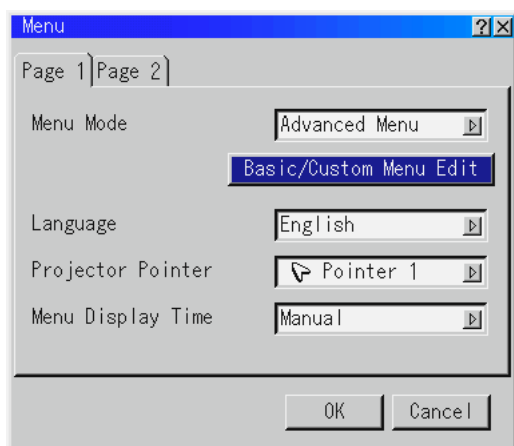 Menu ? ×
Page 1 Page 2
Menu Mode Advanced Menu
Basic/Custom Menu Edit
Language English
Projector Pointer Pointer 1
Menu Display Time Manual
OK Cancel